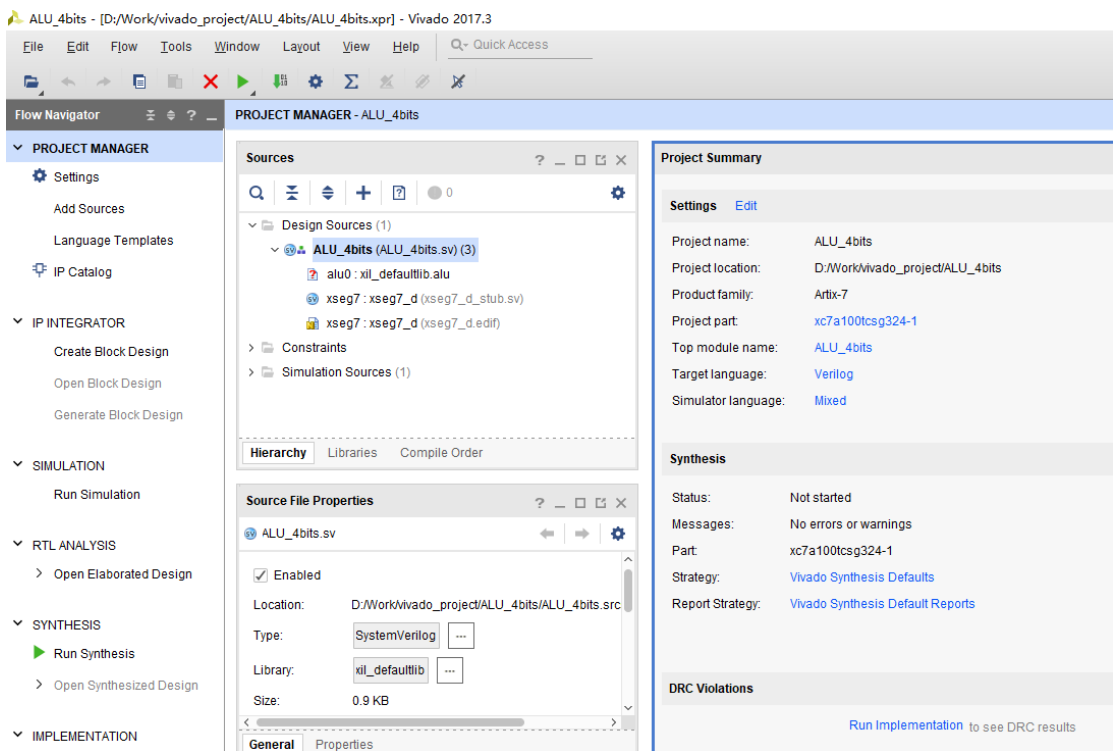 ALU_4bits - [D:/Work/vivado_project/ALU_4bits/ALU_4bits.xpr] - Vivado 2017.3
File Edit Flow Tools Window Layout View Help Quick Access
Flow Navigator
PROJECT MANAGER
Settings
Add Sources
Language Templates
IP Catalog
IP INTEGRATOR
Create Block Design
Open Block Design
Generate Block Design
SIMULATION
Run Simulation
RTL ANALYSIS
Open Elaborated Design
SYNTHESIS
Run Synthesis
Open Synthesized Design
IMPLEMENTATION
PROJECT MANAGER - ALU_4bits
Sources
0
Design Sources (1)
ALU_4bits (ALU_4bits.sv) (3)
alu0 : xil_defaultlib.alu
xseg7 : xseg7_d (xseg7_d_stub.sv)
xseg7 : xseg7_d (xseg7_d.edif)
Constraints
Simulation Sources (1)
Hierarchy Libraries Compile Order
Source File Properties
ALU_4bits.sv
Enabled
Location: D:/Work/vivado_project/ALU_4bits/ALU_4bits.src
Type: SystemVerilog ...
Library: xil_defaultlib ...
Size: 0.9 KB
General Properties
Project Summary
Settings Edit
Project name: ALU_4bits
Project location: D:/Work/vivado_project/ALU_4bits
Product family: Artix-7
Project part: xc7a100tcsg324-1
Top module name: ALU_4bits
Target language: Verilog
Simulator language: Mixed
Synthesis
Status: Not started
Messages: No errors or warnings
Part: xc7a100tcsg324-1
Strategy: Vivado Synthesis Defaults
Report Strategy: Vivado Synthesis Default Reports
DRC Violations
Run Implementation to see DRC results